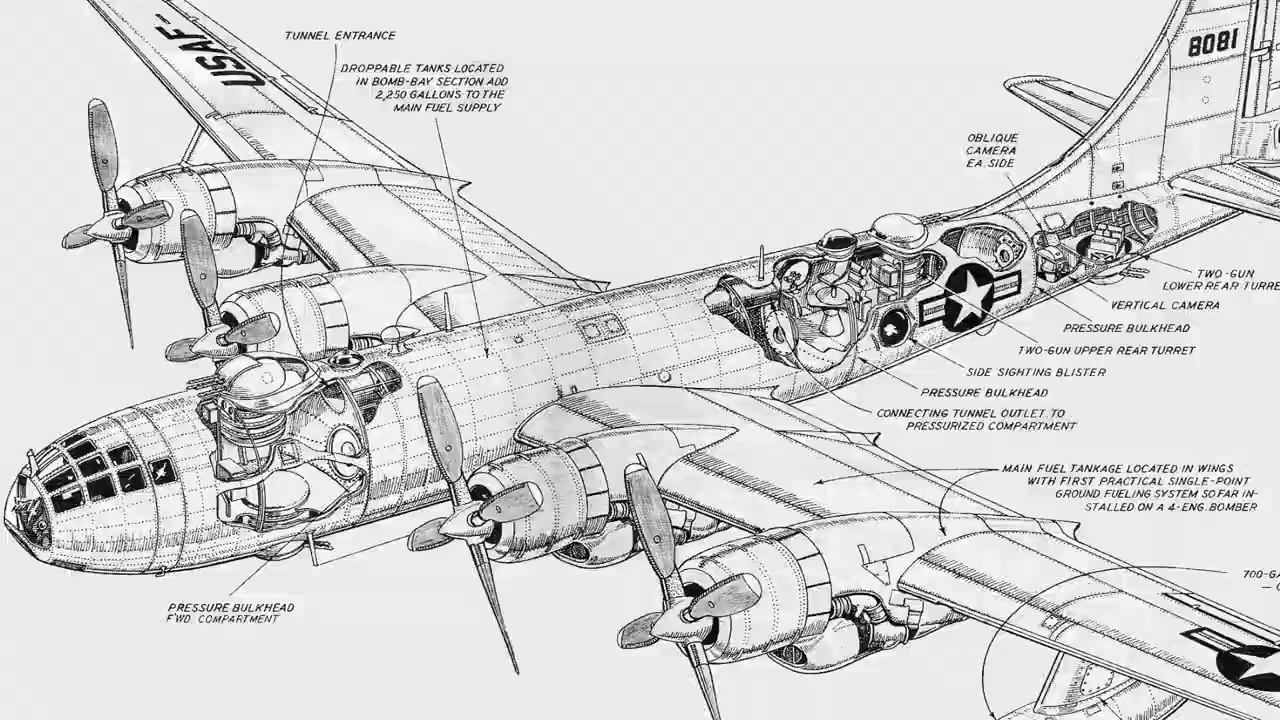 USAF
8081
TUNNEL ENTRANCE
DROPPABLE TANKS LOCATED
IN BOMB-BAY SECTION ADD
2,250 GALLONS TO THE
MAIN FUEL SUPPLY
OBLIQUE
CAMERA
EA. SIDE
TWO-GUN
LOWER REAR TURRE
VERTICAL CAMERA
PRESSURE BULKHEAD
TWO-GUN UPPER REAR TURRET
SIDE SIGHTING BLISTER
PRESSURE BULKHEAD
CONNECTING TUNNEL OUTLET TO
PRESSURIZED COMPARTMENT
MAIN FUEL TANKAGE LOCATED IN WINGS
WITH FIRST PRACTICAL SINGLE-POINT
GROUND FUELING SYSTEM SO FAR IN-
STALLED ON A 4-ENG. BOMBER
700-GA
PRESSURE BULKHEAD
FWD. COMPARTMENT